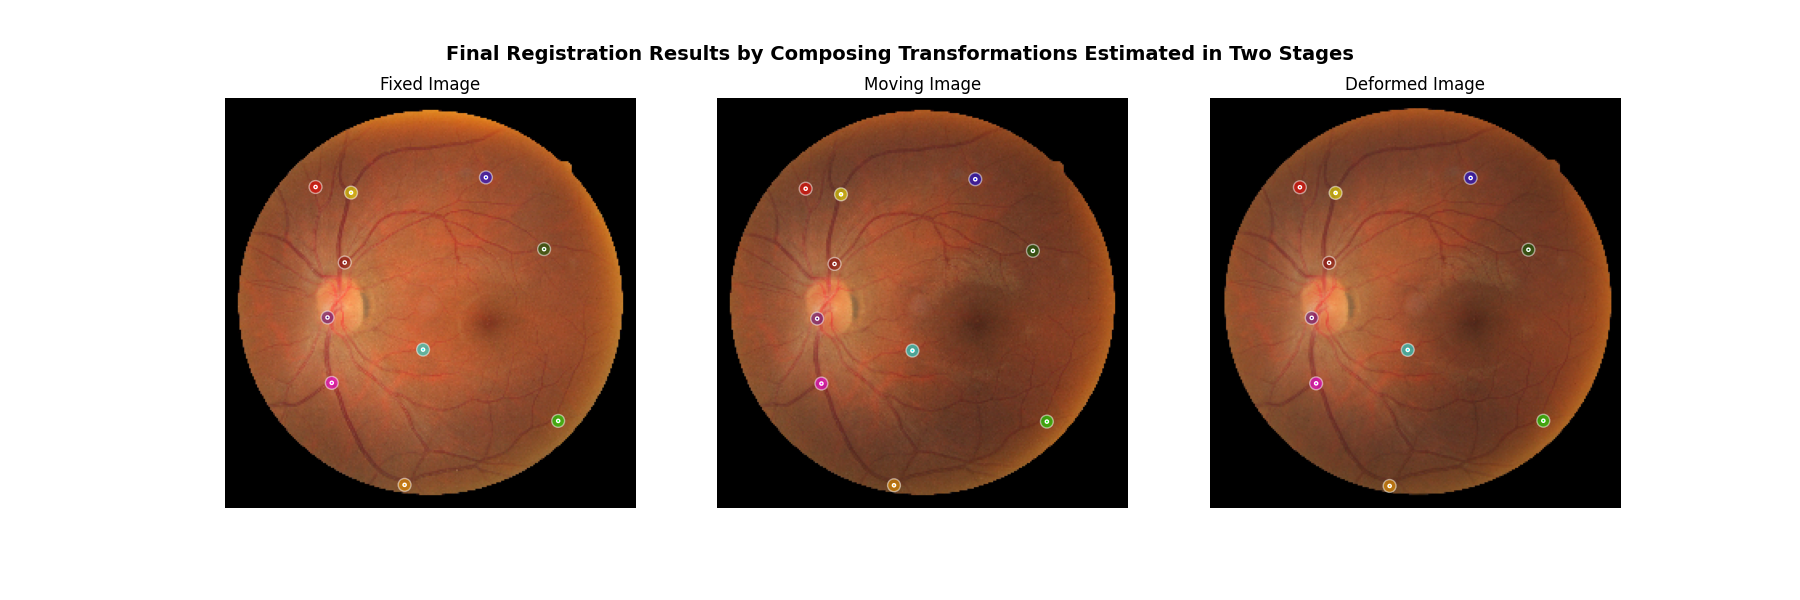 Final Registration Results by Composing Transformations Estimated in Two Stages
Fixed Image
Moving Image
Deformed Image